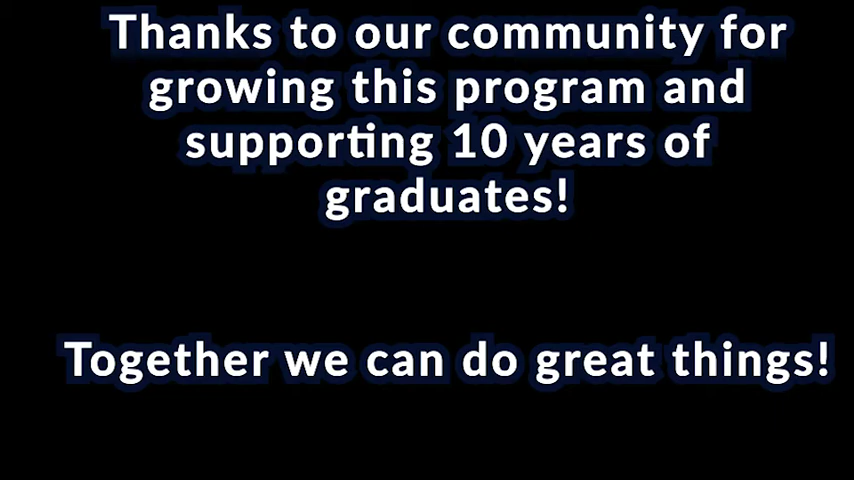 Thanks to our community for
growing this program and
supporting 10 years of
graduates!
Together we can do great things!